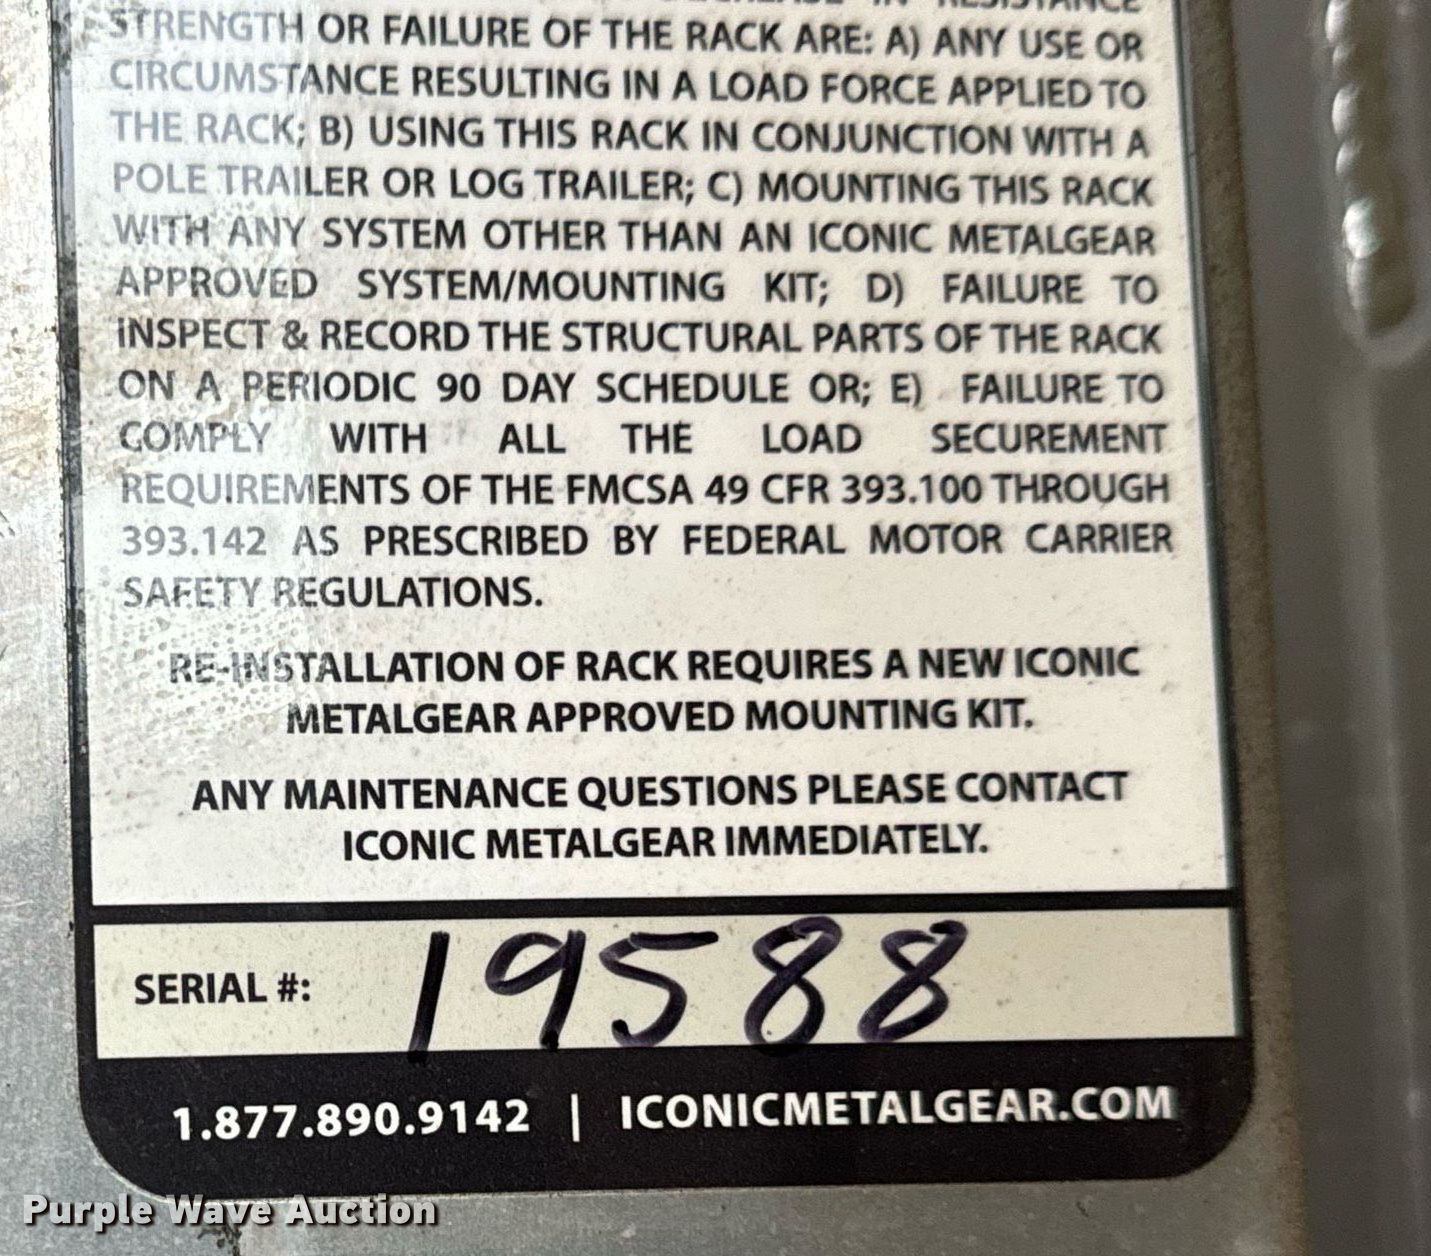 IN RESISTANCE
STRENGTH OR FAILURE OF THE RACK ARE: A) ANY USE OR
CIRCUMSTANCE RESULTING IN A LOAD FORCE APPLIED TO
THE RACK; B) USING THIS RACK IN CONJUNCTION WITH A
POLE TRAILER OR LOG TRAILER; C) MOUNTING THIS RACK
WITH ANY SYSTEM OTHER THAN AN ICONIC METALGEAR
APPROVED SYSTEM/MOUNTING KIT; D) FAILURE TO
INSPECT & RECORD THE STRUCTURAL PARTS OF THE RACK
ON A PERIODIC 90 DAY SCHEDULE OR; E) FAILURE TO
COMPLY WITH ALL THE LOAD SECUREMENT
REQUIREMENTS OF THE FMCSA 49 CFR 393.100 THROUGH
393.142 AS PRESCRIBED BY FEDERAL MOTOR CARRIER
SAFETY REGULATIONS.
RE-INSTALLATION OF RACK REQUIRES A NEW ICONIC
METALGEAR APPROVED MOUNTING KIT.
ANY MAINTENANCE QUESTIONS PLEASE CONTACT
ICONIC METALGEAR IMMEDIATELY.
SERIAL #: 19588
1.877.890.9142 | ICONICMETALGEAR.COM
Purple Wave Auction